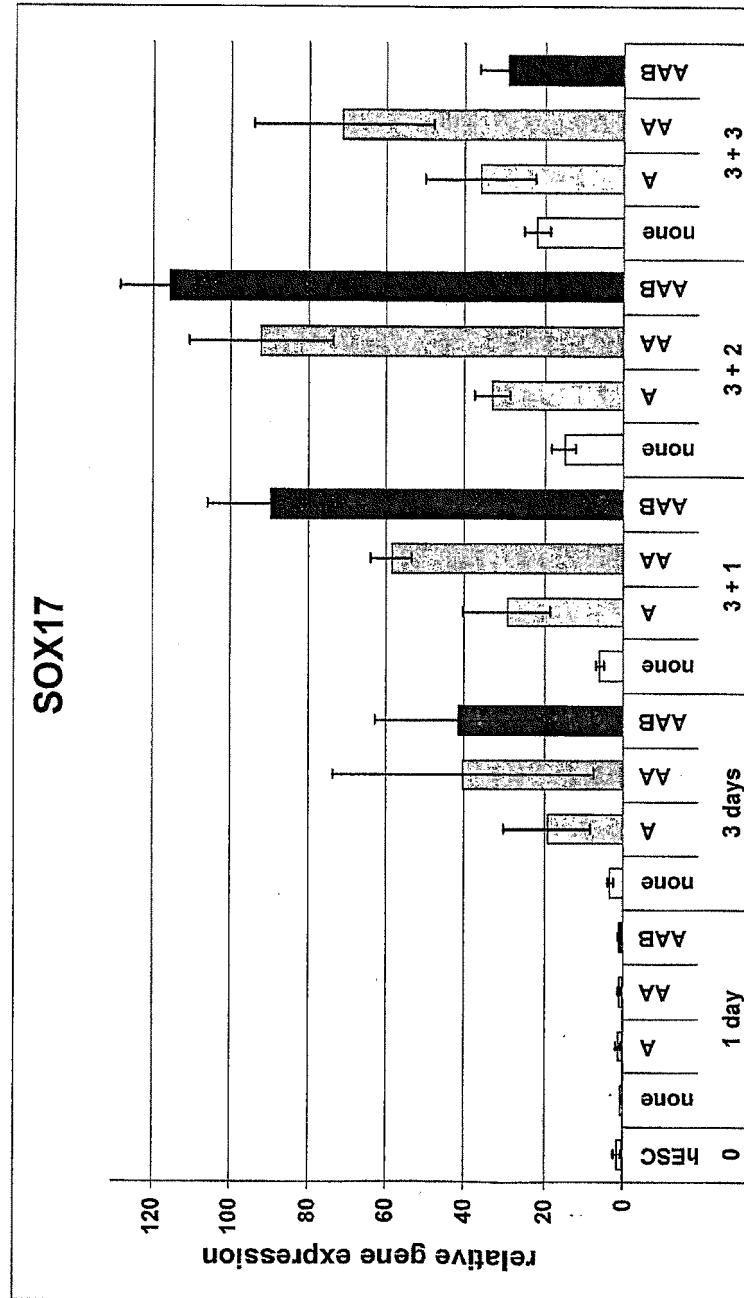 SOX17
relative gene expression
120
100
80
60
40
20
0
hESC none A AA AAB none A AA AAB none A AA AAB none A AA AAB none A AA AAB
0 1 day 3 days 3 + 1 3 + 2 3 + 3